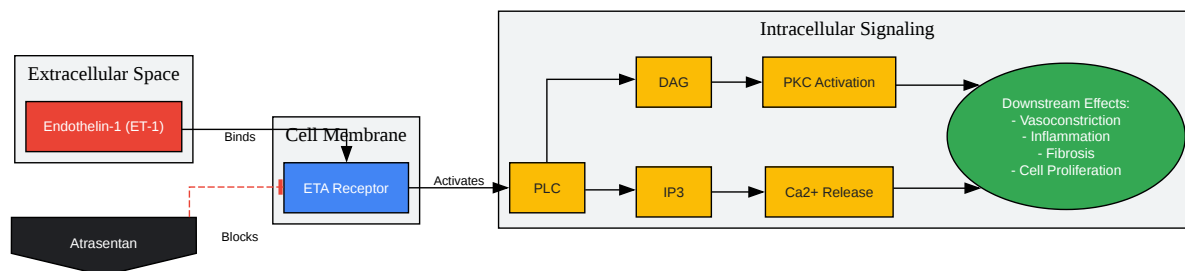 Intracellular Signaling
Extracellular Space
Endothelin-1 (ET-1)
Binds
Cell Membrane
ETA Receptor
Activates
PLC
DAG
PKC Activation
IP3
Ca2+ Release
Downstream Effects:
- Vasoconstriction
- Inflammation
- Fibrosis
- Cell Proliferation
Atrasentan
Blocks